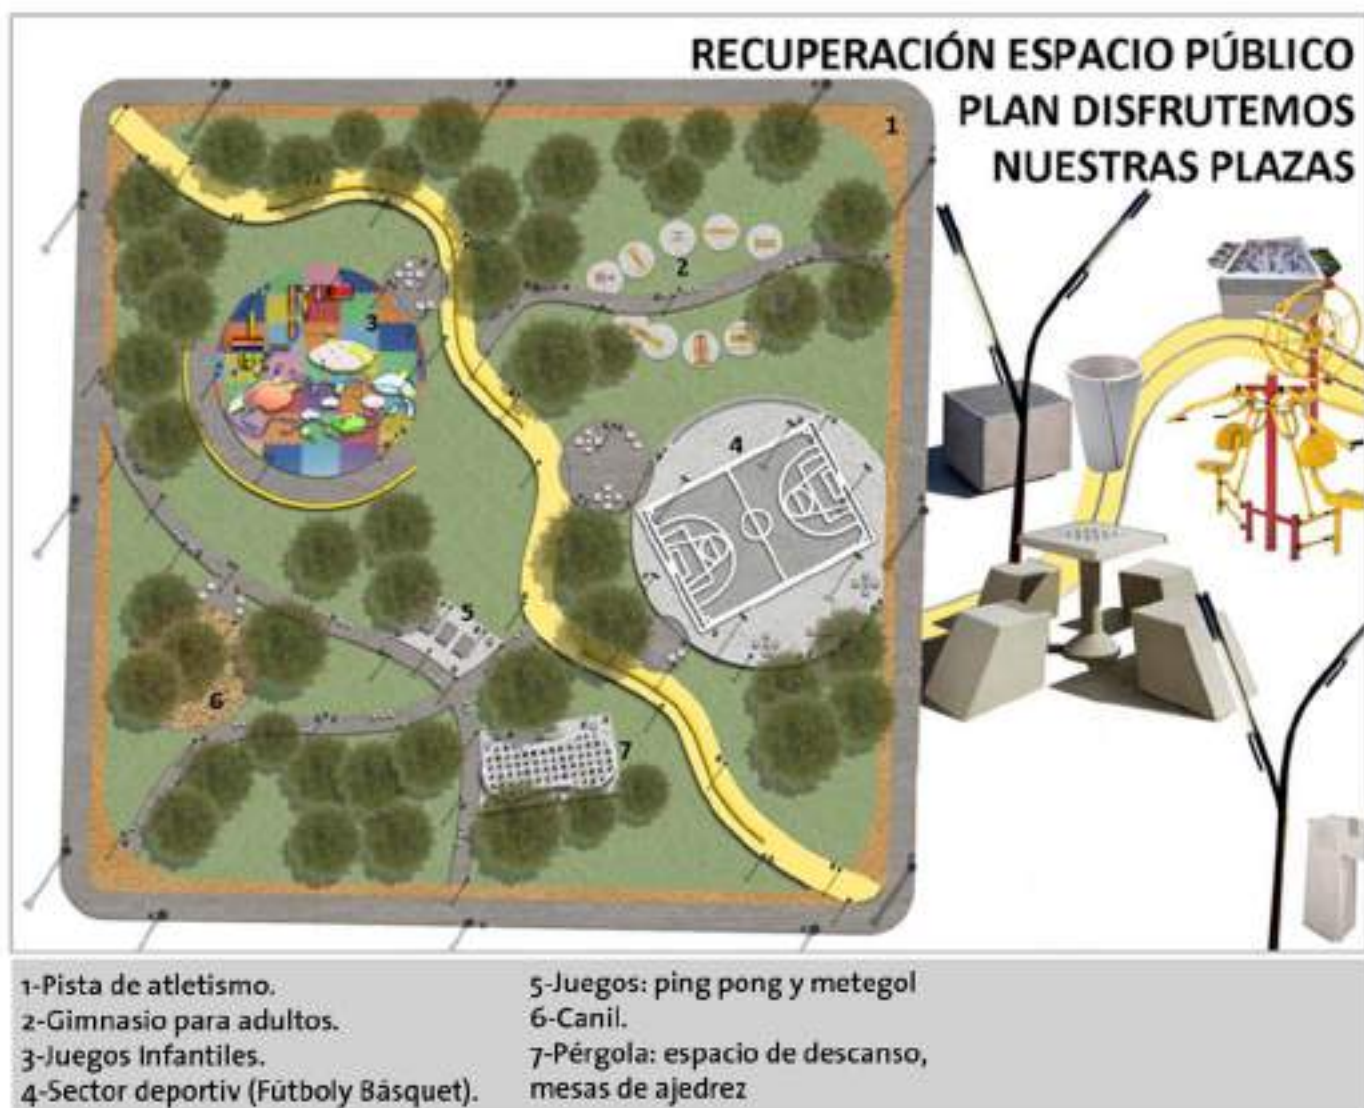 RECUPERACIÓN ESPACIO PÚBLICO
PLAN DISFRUTEMOS
NUESTRAS PLAZAS
1
2
3
4
5
6
7
1-Pista de atletismo.
2-Gimnasio para adultos.
3-Juegos Infantiles.
4-Sector deportiv (Fútboly Básquet).
5-Juegos: ping pong y metegol
6-Canil.
7-Pérgola: espacio de descanso,
mesas de ajedrez